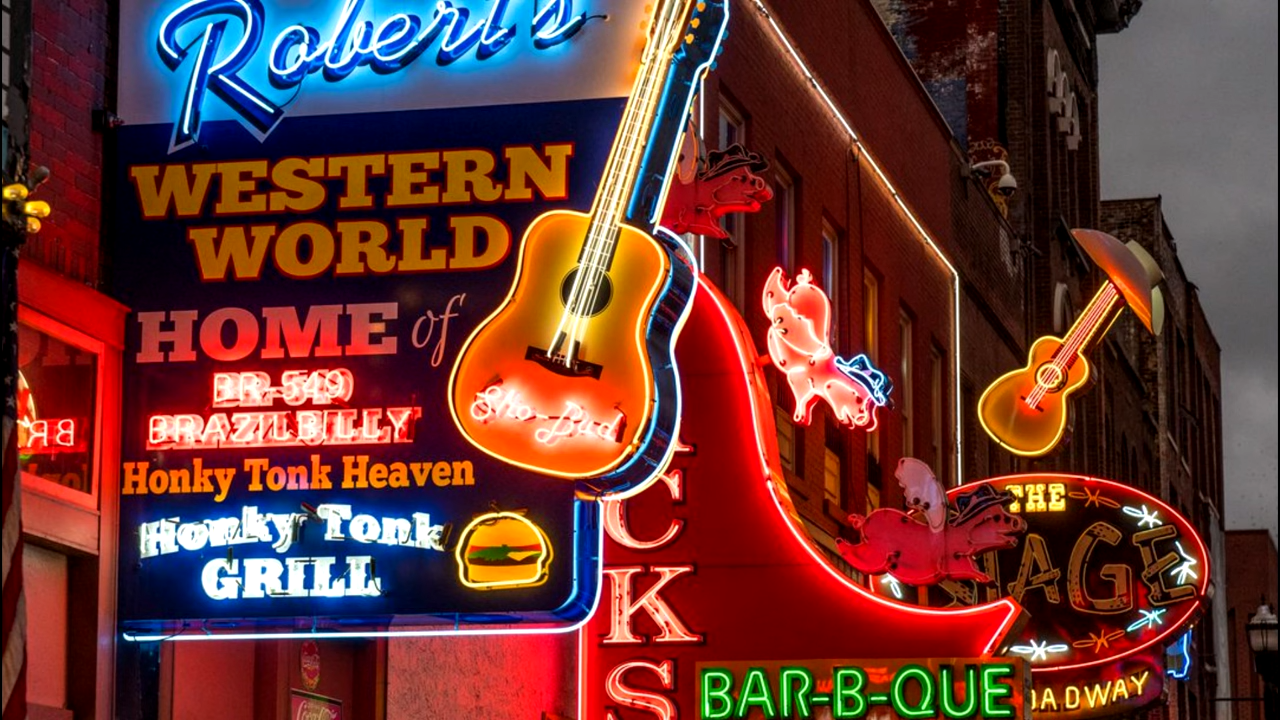 Robert's
WESTERN
WORLD
HOME of
BR-549
BRAZILBILLY
Honky Tonk Heaven
Honky Tonk
GRILL
Sho-Bud
CKS
BAR-B-QUE
THE
TAGE
ADWAY